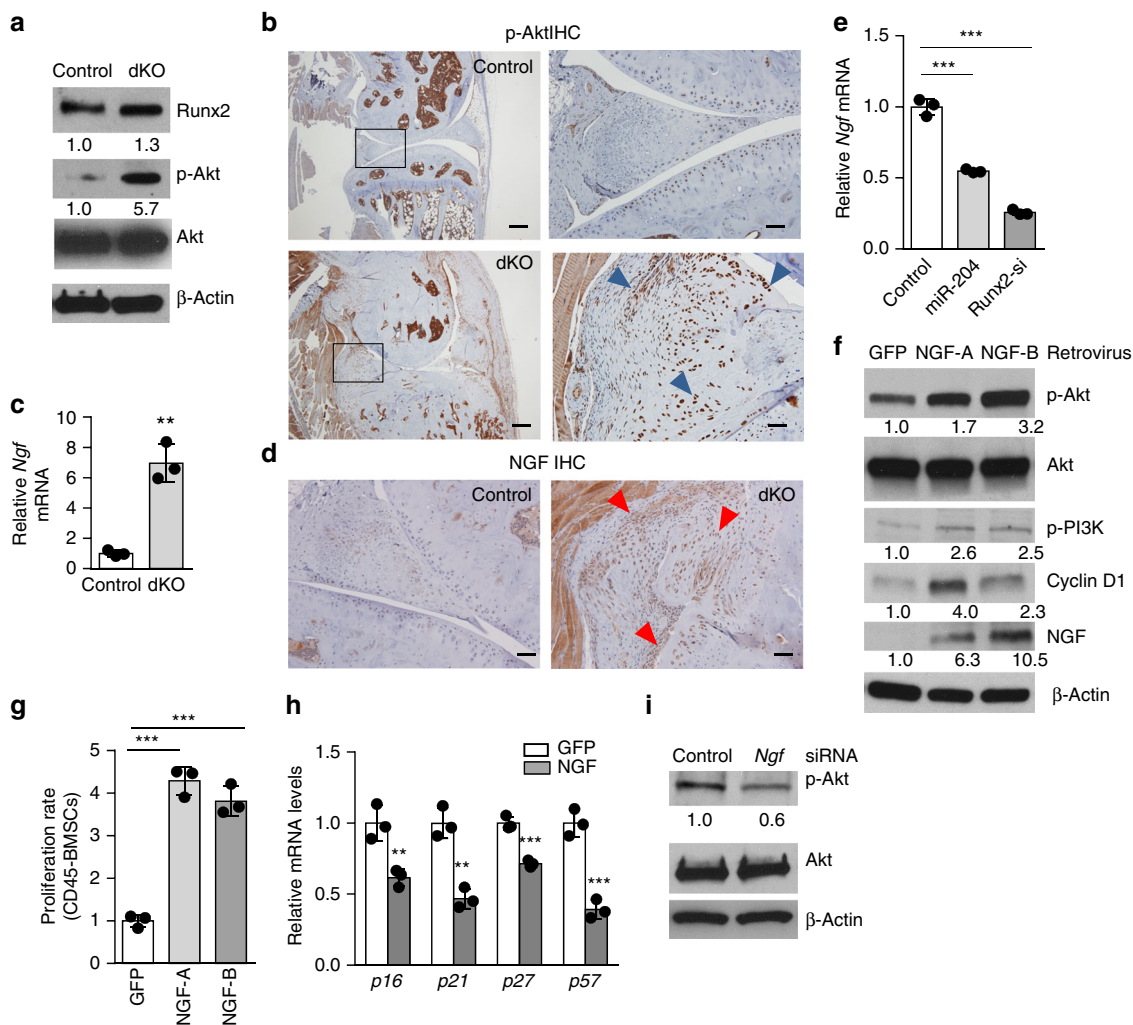 a
Control dKO
Runx2
1.0 1.3
p-Akt
1.0 5.7
Akt
β-Actin
b
p-AktIHC
Control
dKO
c
Relative Ngf
mRNA
10
8
6
4
2
0
**
Control dKO
d
NGF IHC
Control
dKO
e
Relative Ngf mRNA
1.5
1.0
0.5
0.0
***
***
Control
miR-204
Runx2-si
f
GFP NGF-A NGF-B Retrovirus
p-Akt
1.0 1.7 3.2
Akt
p-PI3K
1.0 2.6 2.5
Cyclin D1
1.0 4.0 2.3
NGF
1.0 6.3 10.5
β-Actin
g
Proliferation rate
(CD45-BMSCs)
5
4
3
2
1
0
***
***
GFP
NGF-A
NGF-B
h
Relative mRNA levels
1.5
1.0
0.5
0.0
GFP
NGF
**
**
***
***
p16 p21 p27 p57
i
Control Ngf siRNA
p-Akt
1.0 0.6
Akt
β-Actin